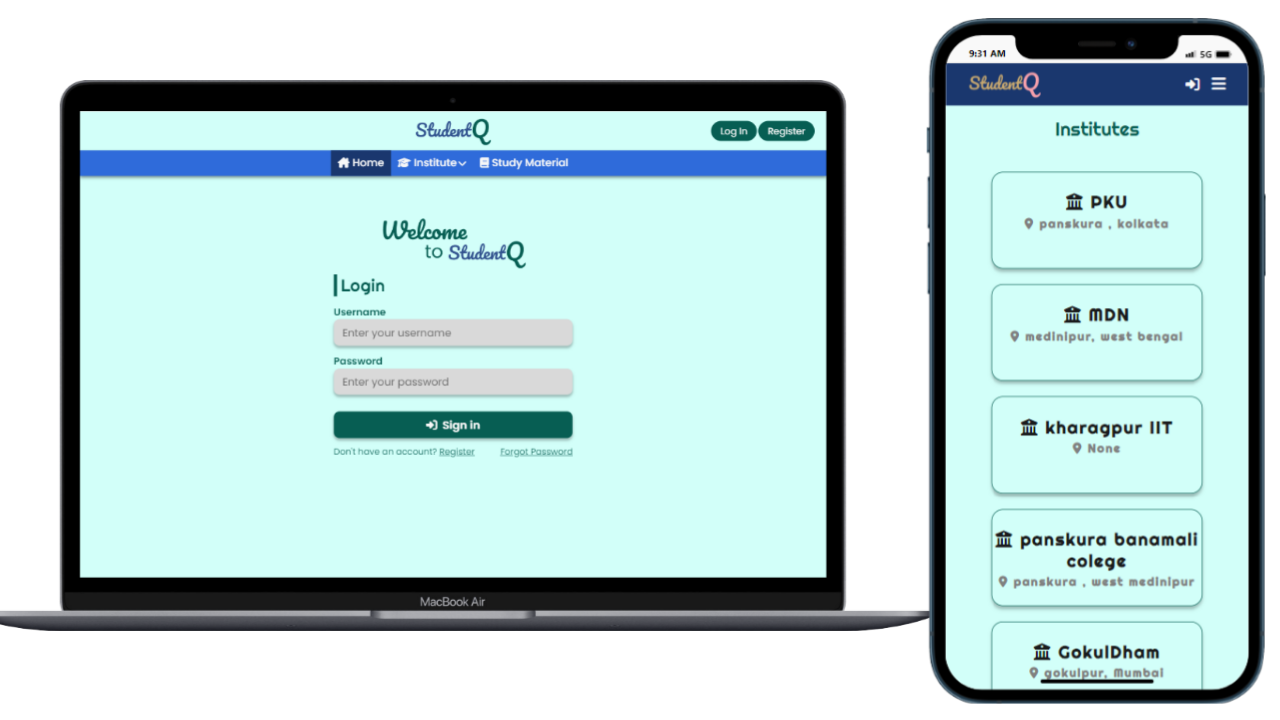 StudentQ
Log In Register
Home Institute Study Material
Welcome
to StudentQ
Login
Username
Enter your username
Password
Enter your password
Sign in
Don't have an account? Register Forgot Password
MacBook Air
9:31 AM 5G
StudentQ
Institutes
PKU
panskura , kolkata
MDN
medinipur, west bengal
kharagpur IIT
None
panskura banamali
colege
panskura , west medinipur
GokulDham
gokulpur, Mumbai